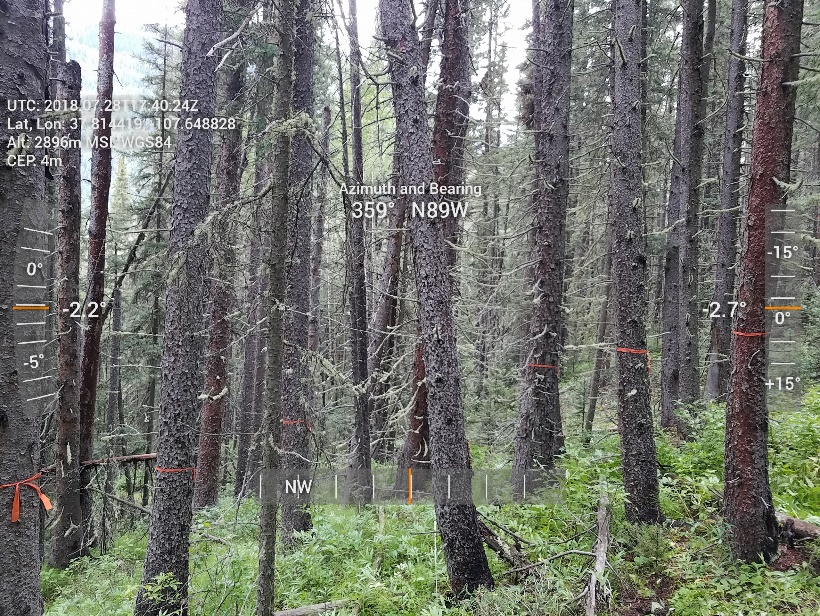 UTC: 2018.07.28T17:40:24Z
Lat, Lon: 37.814419, -107.648828
Alt: 2896m MSL WGS84
CEP: 4m
Azimuth and Bearing
359° N89W
0°
-2.2°
-5°
-15°
-2.7°
0°
+15°
NW